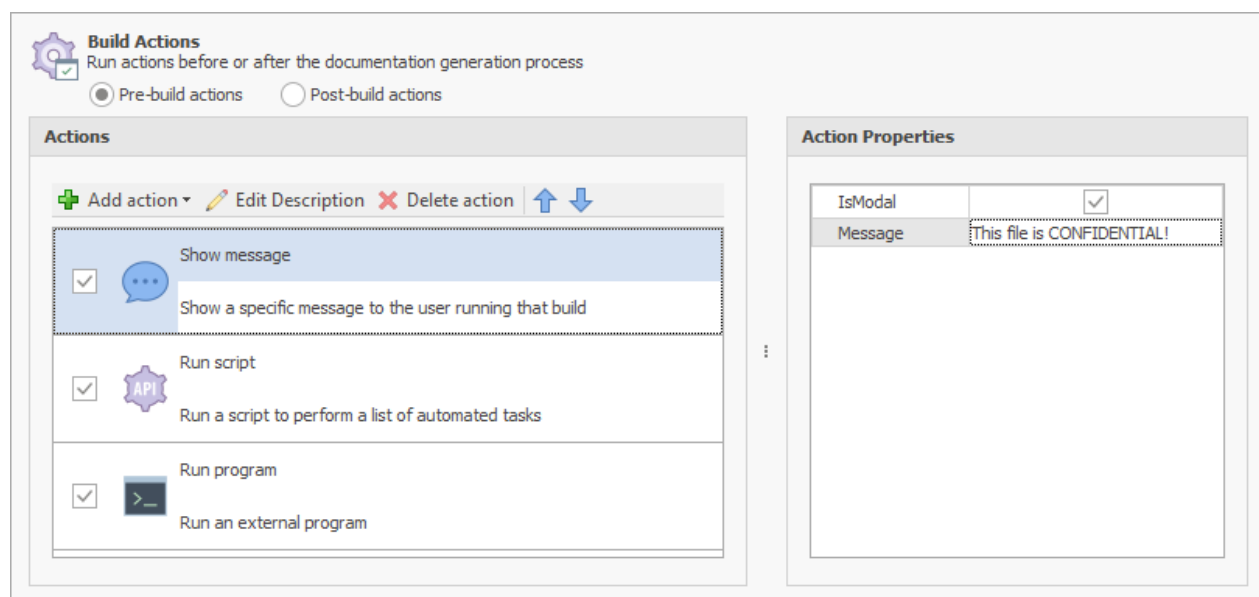 Build Actions
Run actions before or after the documentation generation process
Pre-build actions Post-build actions
Actions
Add action Edit Description Delete action
Show message
Show a specific message to the user running that build
API
Run script
Run a script to perform a list of automated tasks
>_
Run program
Run an external program
Action Properties
IsModal
Message This file is CONFIDENTIAL!